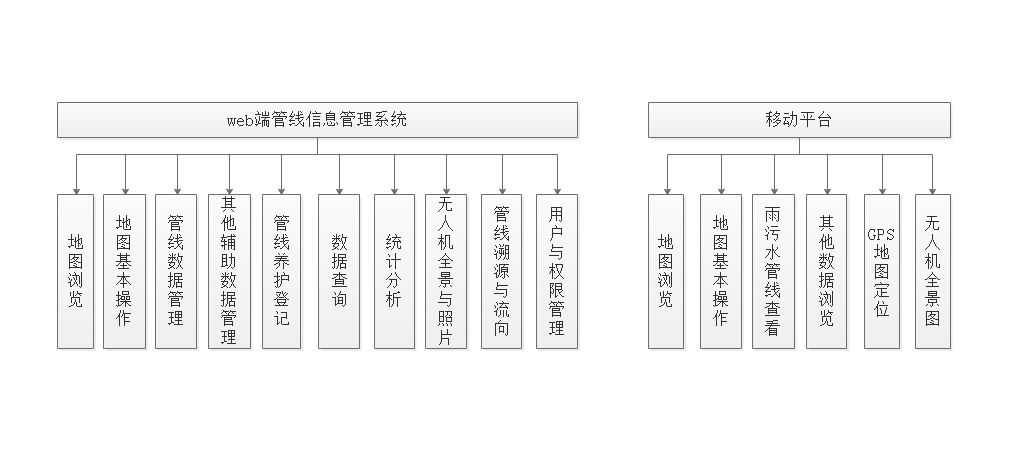 web端管线信息管理系统
移动平台
地图浏览
地图基本操作
管线数据管理
其他辅助数据管理
管线养护登记
数据查询
统计分析
无人机全景与照片
管线溯源与流向
用户与权限管理
地图浏览
地图基本操作
雨污水管线查看
其他数据浏览
GPS地图定位
无人机全景图